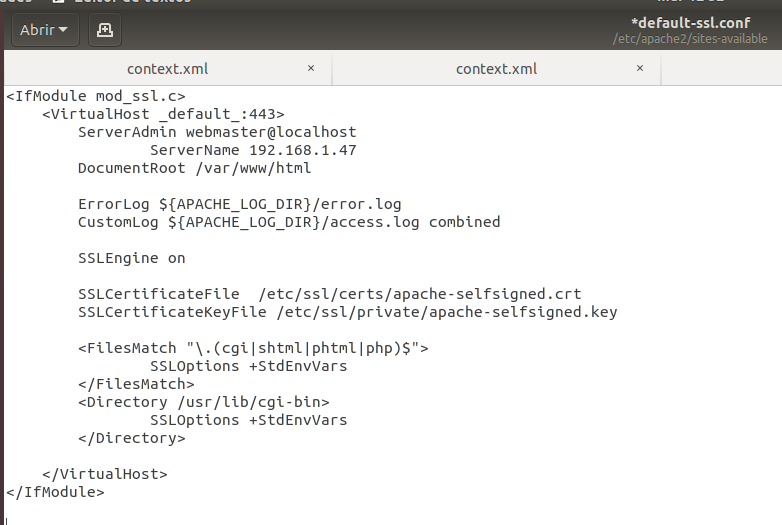 Editor de textos
Abrir
*default-ssl.conf
/etc/apache2/sites-available
context.xml × context.xml ×
<IfModule mod_ssl.c>
    <VirtualHost _default_:443>
        ServerAdmin webmaster@localhost
                ServerName 192.168.1.47
        DocumentRoot /var/www/html

        ErrorLog ${APACHE_LOG_DIR}/error.log
        CustomLog ${APACHE_LOG_DIR}/access.log combined

        SSLEngine on

        SSLCertificateFile  /etc/ssl/certs/apache-selfsigned.crt
        SSLCertificateKeyFile /etc/ssl/private/apache-selfsigned.key

        <FilesMatch "\.(cgi|shtml|phtml|php)$">
                SSLOptions +StdEnvVars
        </FilesMatch>
        <Directory /usr/lib/cgi-bin>
                SSLOptions +StdEnvVars
        </Directory>

    </VirtualHost>
</IfModule>